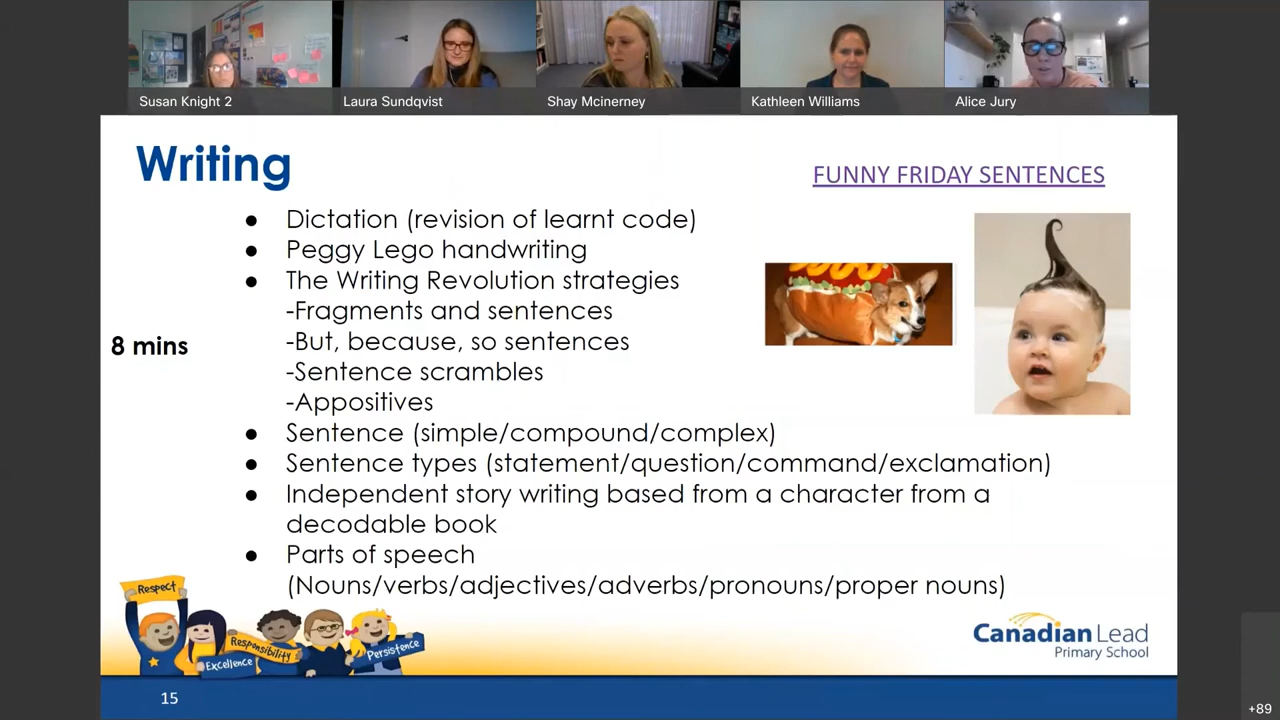 Susan Knight 2
Laura Sundqvist
Shay Mcinerney
Kathleen Williams
Alice Jury
Writing
FUNNY FRIDAY SENTENCES
● Dictation (revision of learnt code)
● Peggy Lego handwriting
● The Writing Revolution strategies
-Fragments and sentences
-But, because, so sentences
8 mins
-Sentence scrambles
-Appositives
● Sentence (simple/compound/complex)
● Sentence types (statement/question/command/exclamation)
● Independent story writing based from a character from a
decodable book
● Parts of speech
(Nouns/verbs/adjectives/adverbs/pronouns/proper nouns)
Respect
Excellence
Responsibility
Persistence
Canadian Lead
Primary School
15
+89